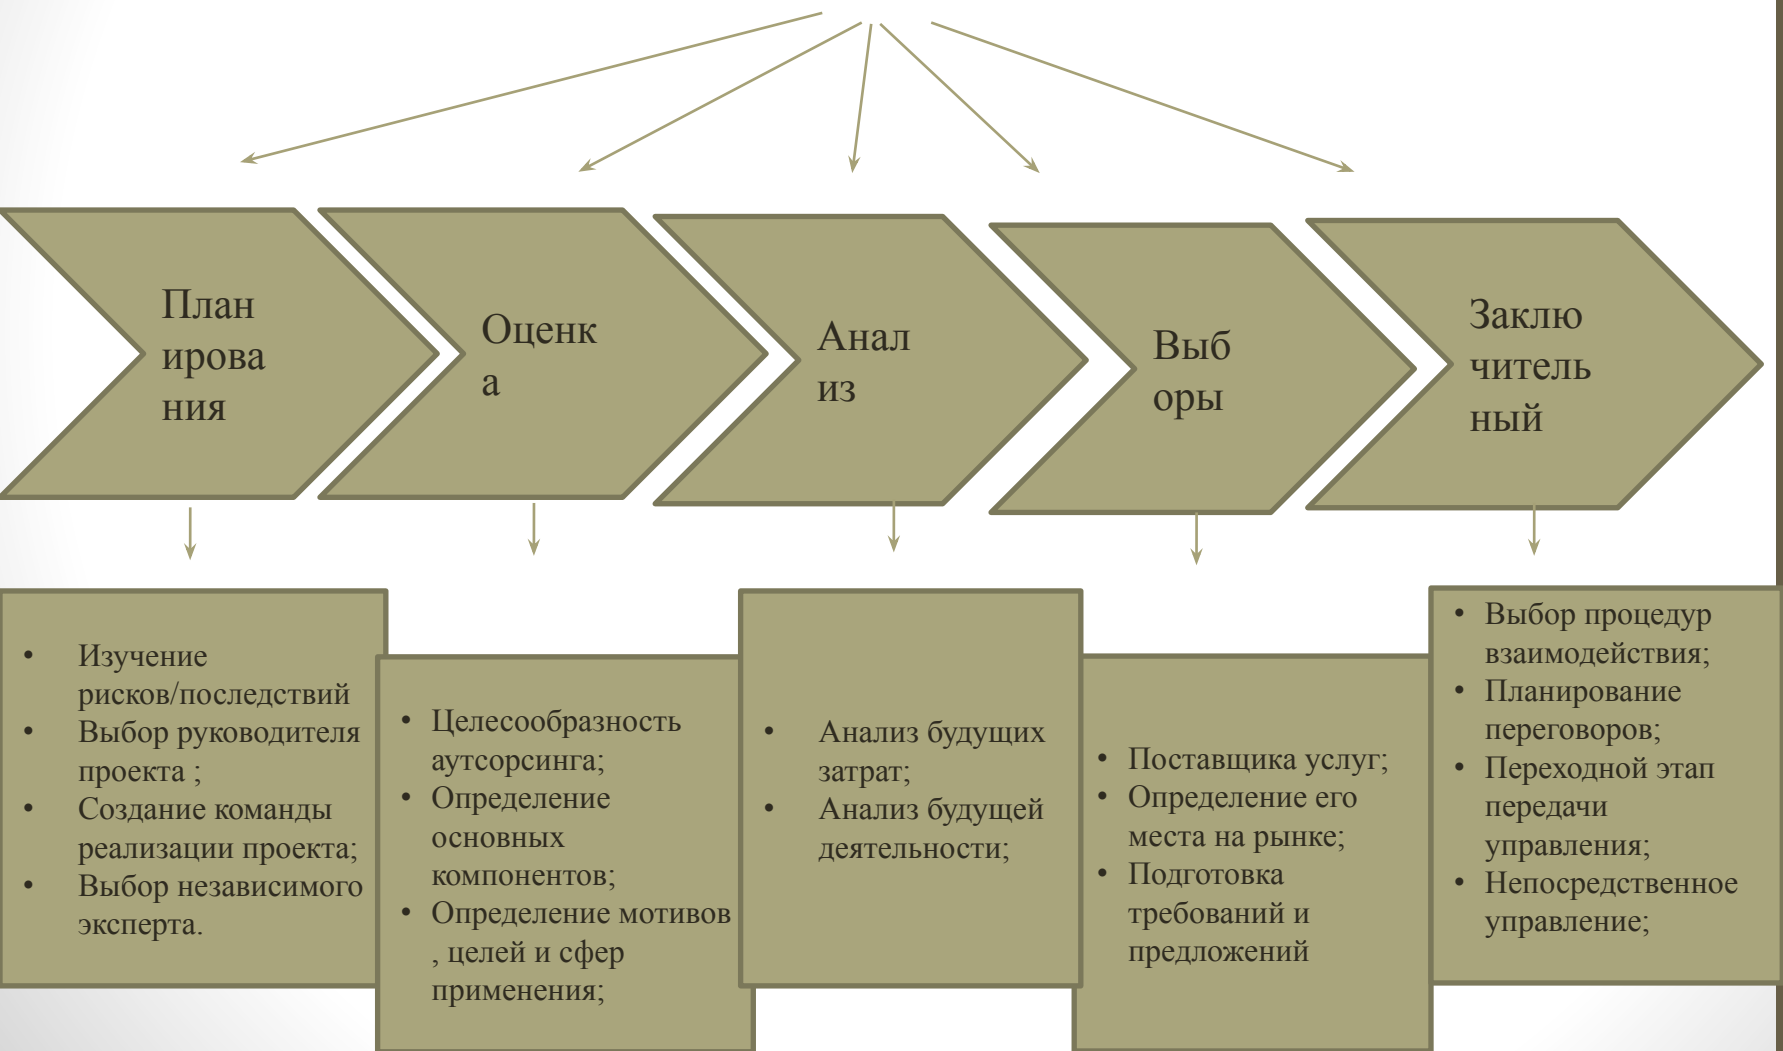 План
ирова
ния
Оценк
а
Анал
из
Выб
оры
Заклю
читель
ный
• Изучение
рисков/последствий
• Выбор руководителя
проекта ;
• Создание команды
реализации проекта;
• Выбор независимого
эксперта.
• Целесообразность
аутсорсинга;
• Определение
основных
компонентов;
• Определение мотивов
, целей и сфер
применения;
• Анализ будущих
затрат;
• Анализ будущей
деятельности;
• Поставщика услуг;
• Определение его
места на рынке;
• Подготовка
требований и
предложений
• Выбор процедур
взаимодействия;
• Планирование
переговоров;
• Переходной этап
передачи
управления;
• Непосредственное
управление;